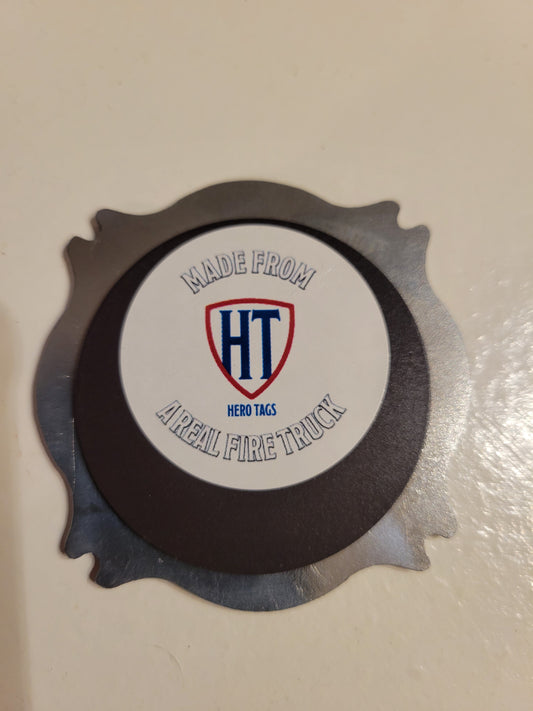 MADE FROM
HT
HERO TAGS
A REAL FIRE TRUCK